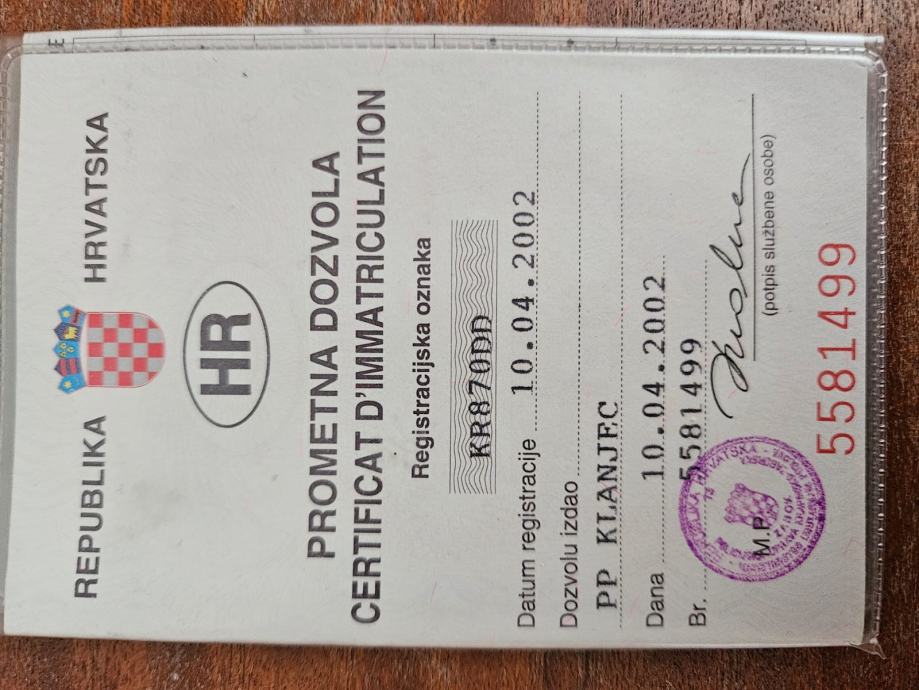 REPUBLIKA HRVATSKA
HR
PROMETNA DOZVOLA
CERTIFICAT D'IMMATRICULATION
Registracijska oznaka
KR870DD
Datum registracije 10.04.2002
Dozvolu izdao
PP KLANJEC
Dana 10.04.2002
Br. 5581499
M.P.
(potpis službene osobe)
5581499